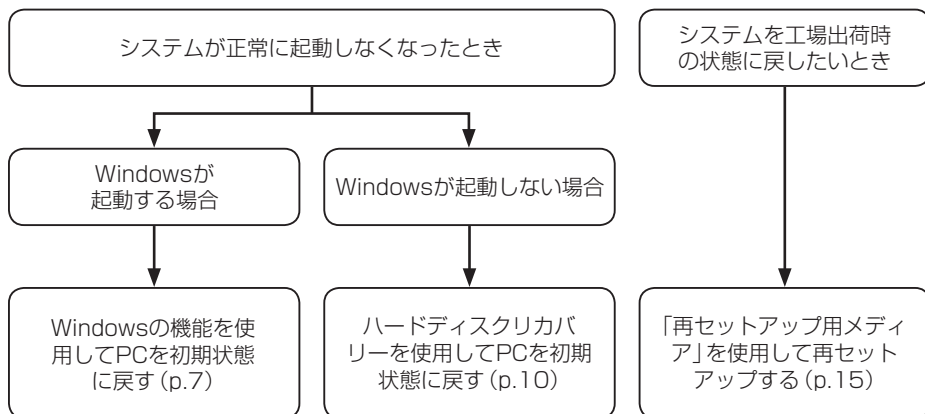 システムが正常に起動しなくなったとき
システムを工場出荷時
の状態に戻したいとき
Windowsが
起動する場合
Windowsが起動しない場合
Windowsの機能を使
用してPCを初期状態
に戻す(p.7)
ハードディスクリカバ
リーを使用してPCを初期
状態に戻す(p.10)
「再セットアップ用メディ
ア」を使用して再セット
アップする(p.15)